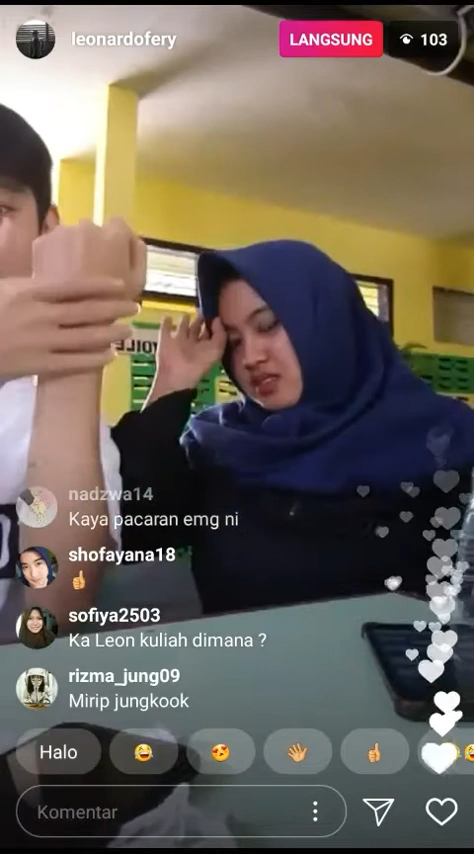 leonardofery
LANGSUNG
103
nadzwa14
Kaya pacaran emg ni
shofayana18
👍
sofiya2503
Ka Leon kuliah dimana ?
rizma_jung09
Mirip jungkook
Halo 😂 😍 👋 👍
Komentar